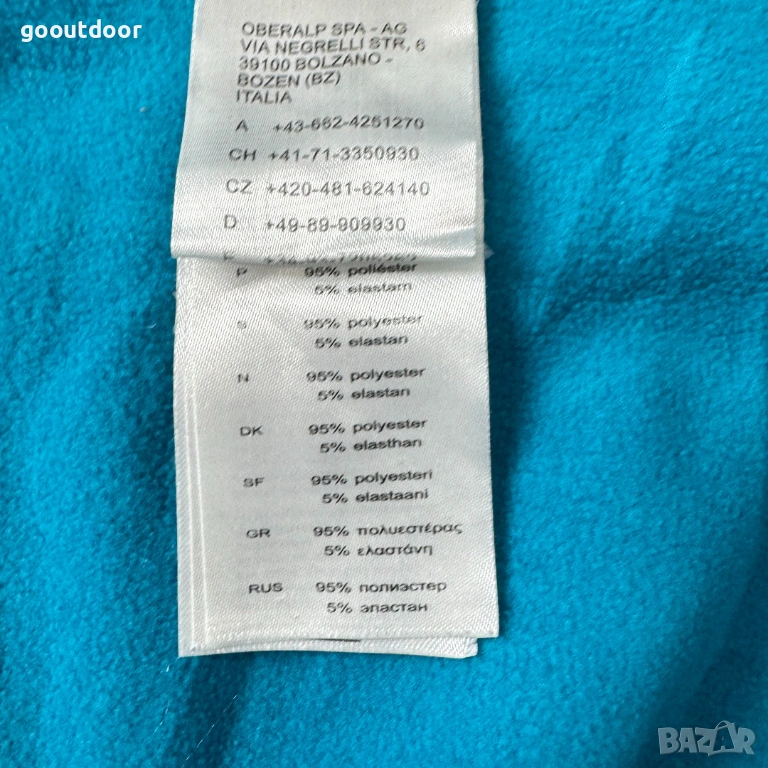 gooutdoor
OBERALP SPA - AG
VIA NEGRELLI STR, 6
39100 BOLZANO -
BOZEN (BZ)
ITALIA
A +43-662-4251270
CH +41-71-3350930
CZ +420-481-624140
D +49-89-909930
P 95% poliéster
5% elastam
S 95% polyester
5% elastan
N 95% polyester
5% elastan
DK 95% polyester
5% elasthan
SF 95% polyesteri
5% elastaani
GR 95% πολυεστέρας
5% ελαστάνη
RUS 95% полиэстер
5% эластан
BAZAR